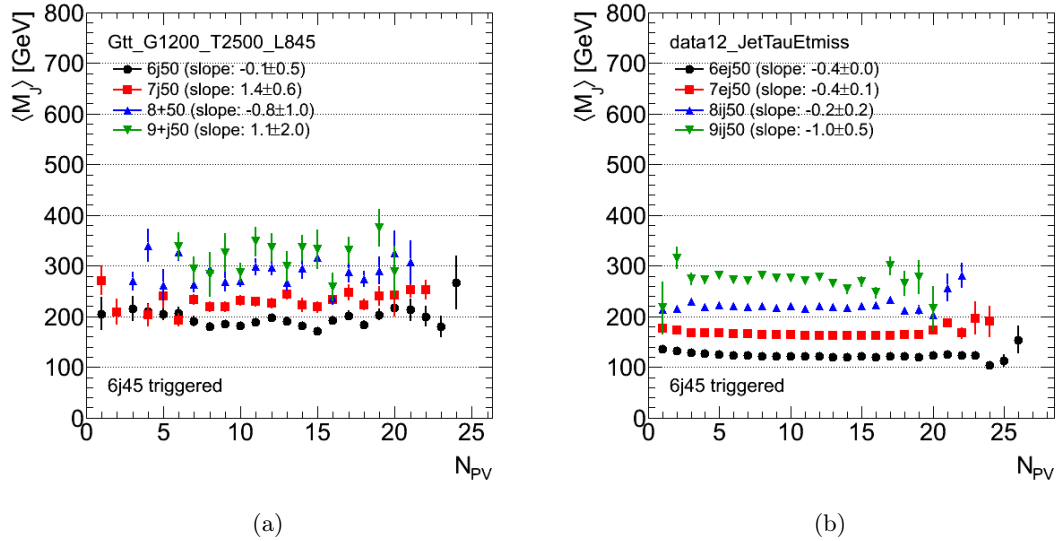 ⟨M_J⟩ [GeV]
800
700
600
500
400
300
200
100
0
Gtt_G1200_T2500_L845
6j50 (slope: -0.1±0.5)
7j50 (slope: 1.4±0.6)
8+50 (slope: -0.8±1.0)
9+j50 (slope: 1.1±2.0)
6j45 triggered
0 5 10 15 20 25
N_PV
(a)
⟨M_J⟩ [GeV]
800
700
600
500
400
300
200
100
0
data12_JetTauEtmiss
6ej50 (slope: -0.4±0.0)
7ej50 (slope: -0.4±0.1)
8ij50 (slope: -0.2±0.2)
9ij50 (slope: -1.0±0.5)
6j45 triggered
0 5 10 15 20 25
N_PV
(b)